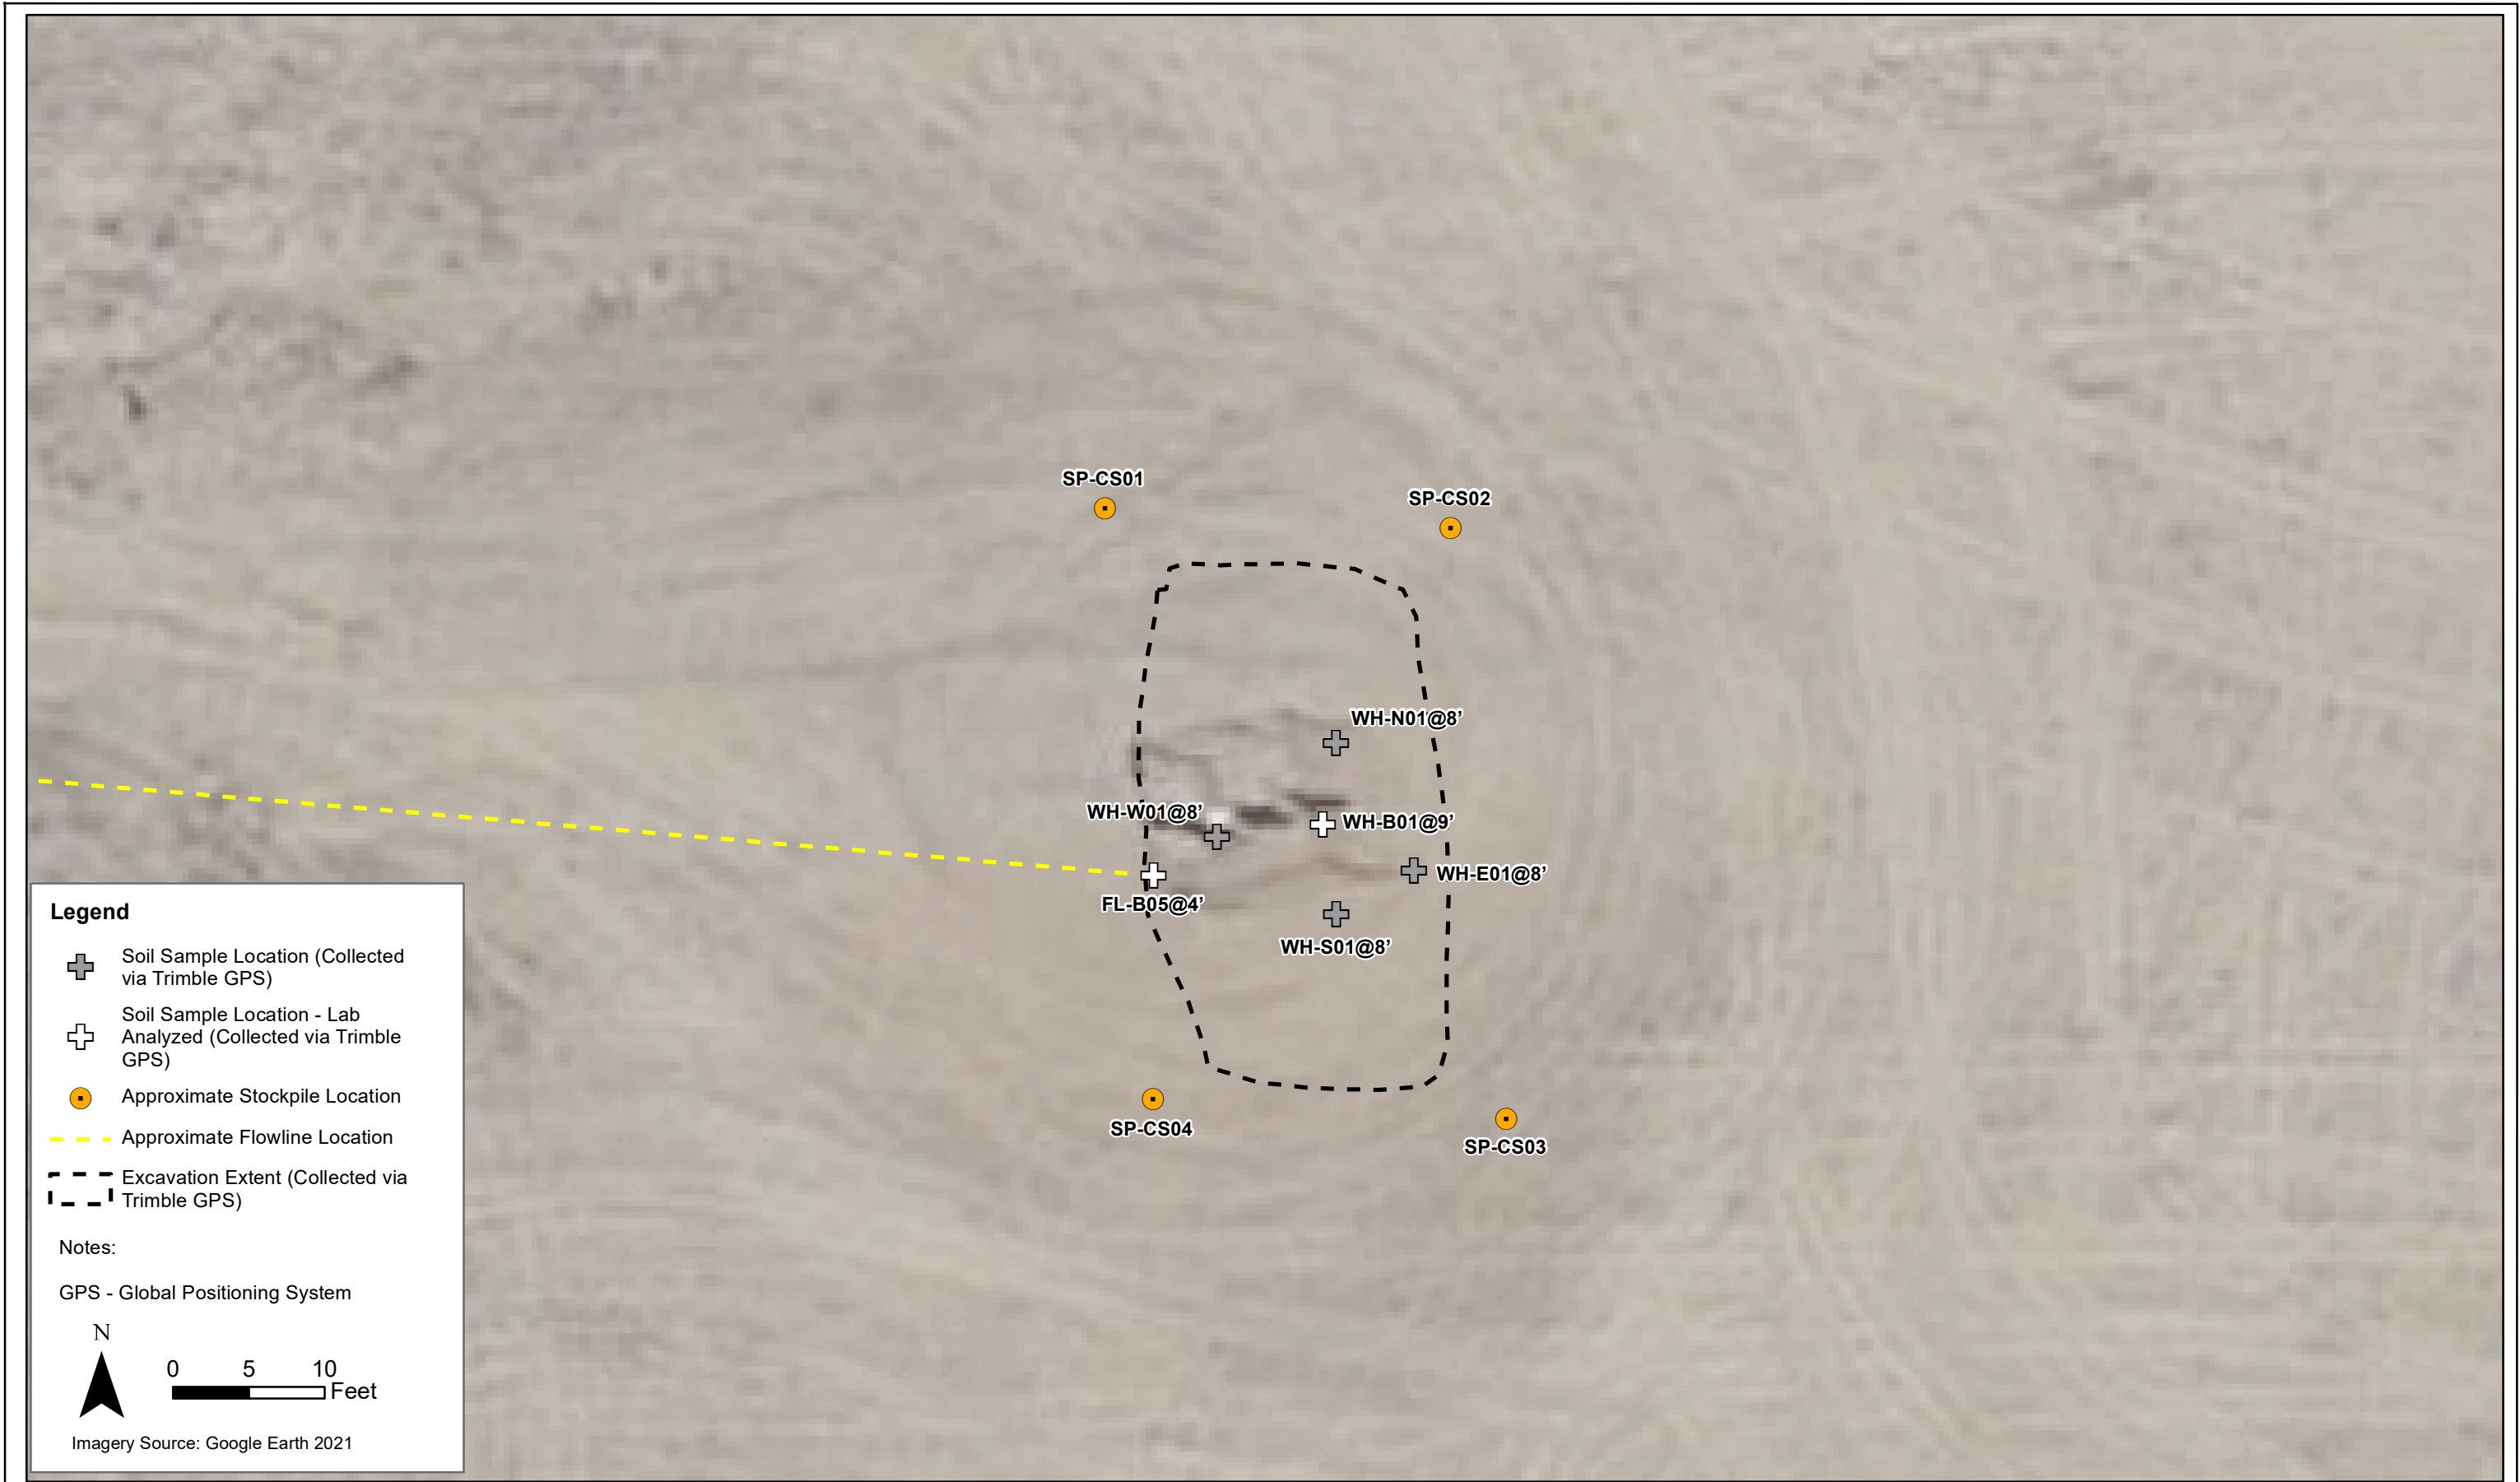 SP-CS01
SP-CS02
WH-N01@8’
WH-W01@8’
WH-B01@9’
WH-E01@8’
FL-B05@4’
WH-S01@8’
SP-CS04
SP-CS03
Legend
Soil Sample Location (Collected
via Trimble GPS)
Soil Sample Location - Lab
Analyzed (Collected via Trimble
GPS)
Approximate Stockpile Location
Approximate Flowline Location
Excavation Extent (Collected via
Trimble GPS)
Notes:
GPS - Global Positioning System
N
0 5 10
Feet
Imagery Source: Google Earth 2021